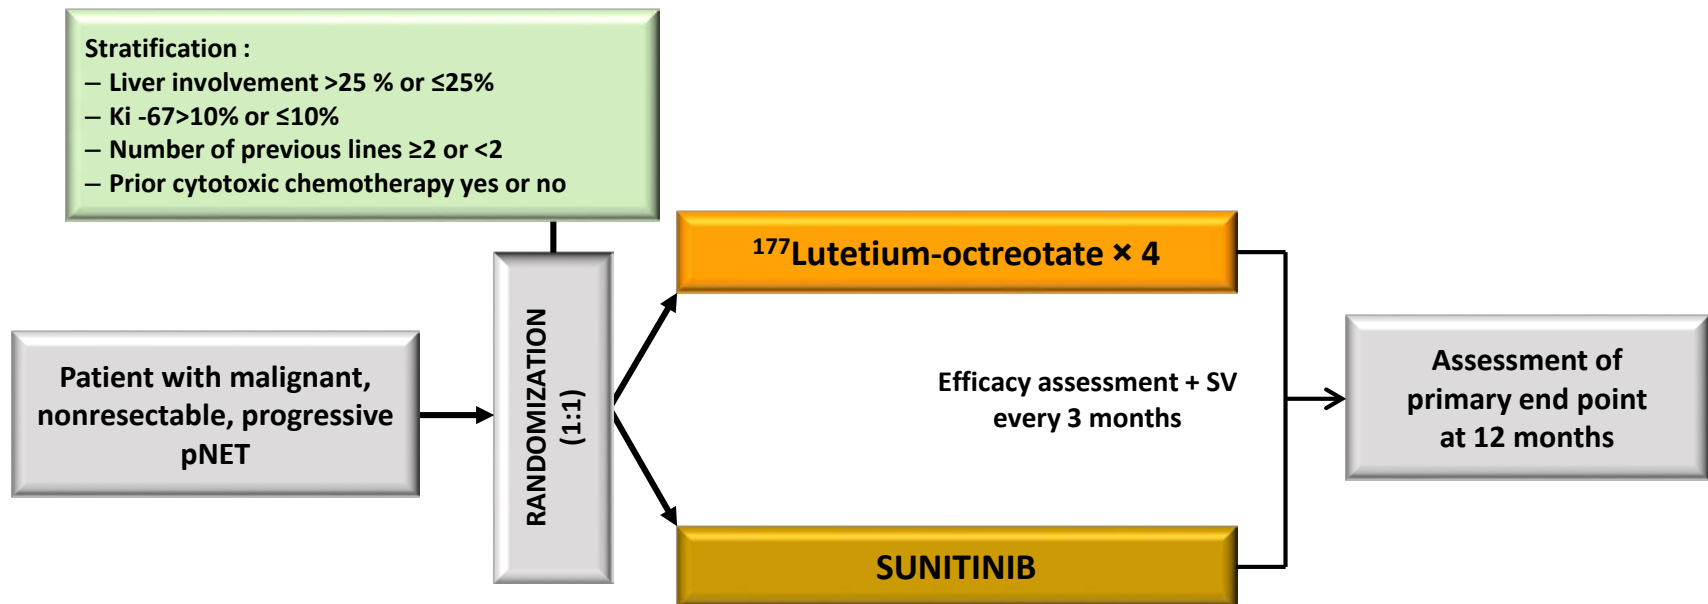 Stratification :
– Liver involvement >25 % or ≤25%
– Ki -67>10% or ≤10%
– Number of previous lines ≥2 or <2
– Prior cytotoxic chemotherapy yes or no
Patient with malignant,
nonresectable, progressive
pNET
RANDOMIZATION
(1:1)
¹⁷⁷Lutetium-octreotate × 4
Efficacy assessment + SV
every 3 months
SUNITINIB
Assessment of
primary end point
at 12 months